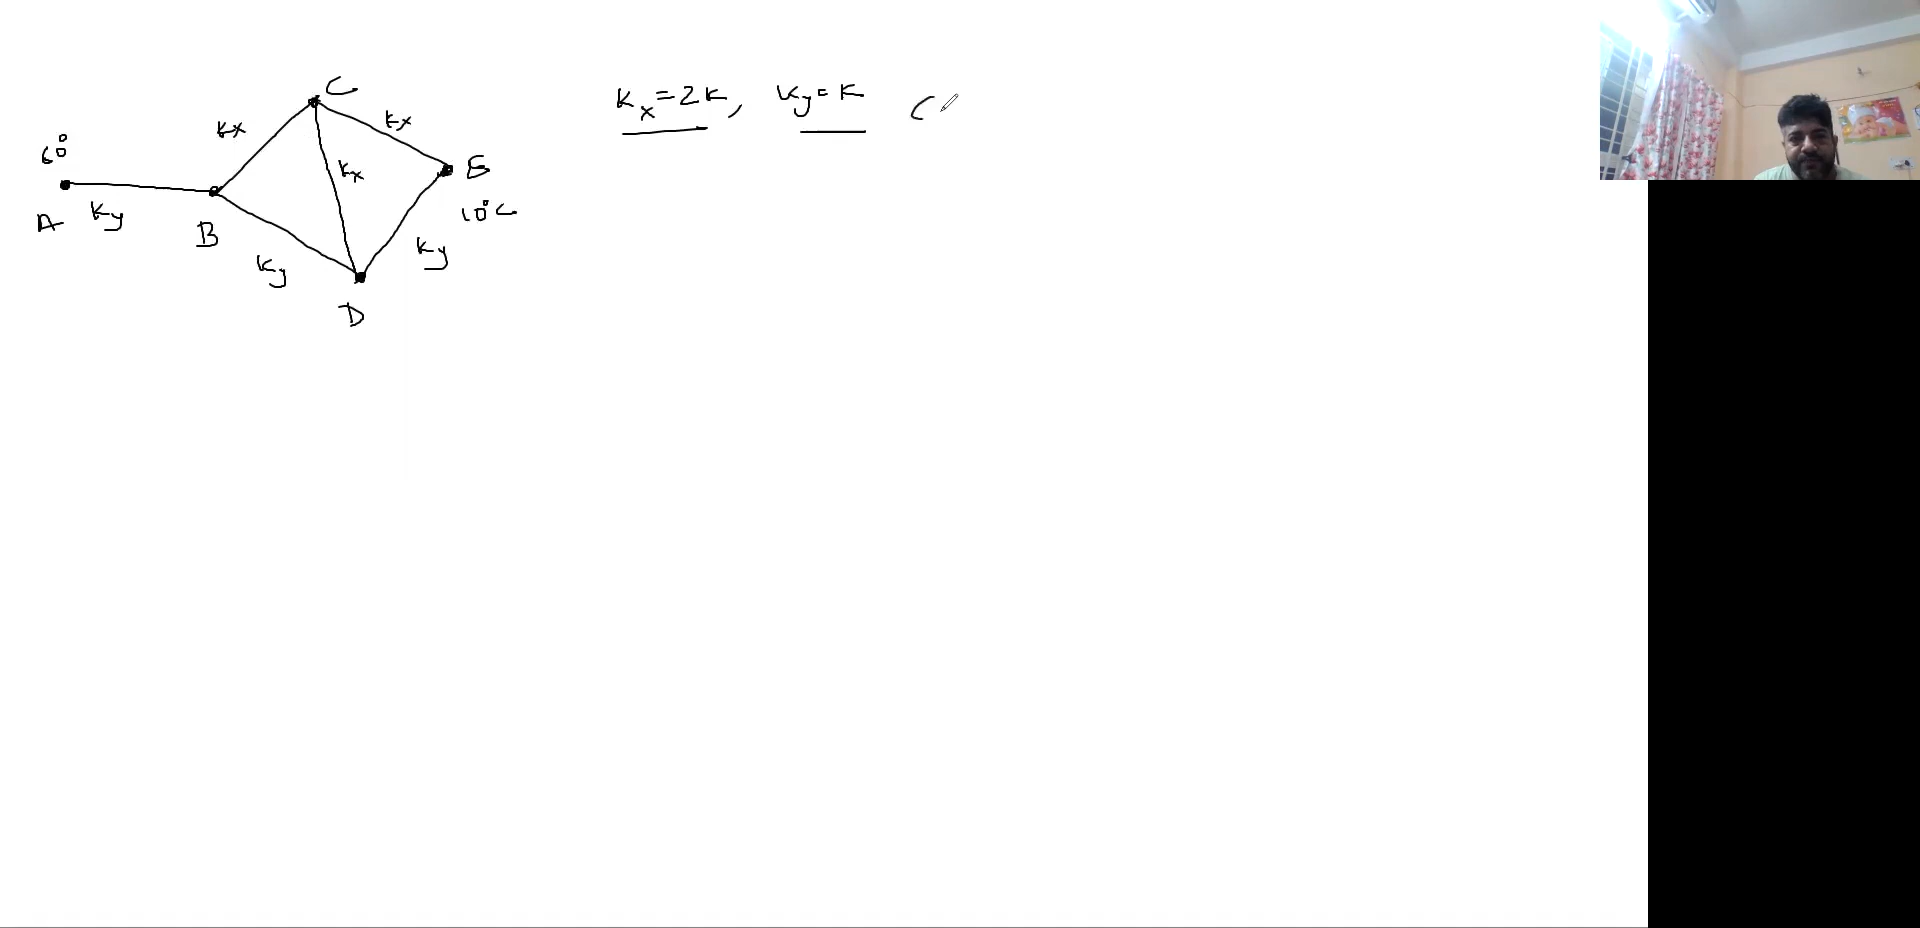 C
Kx
Kx
Kx = 2K, Ky = K (
60°
Kx
E
A
Ky
B
10°C
Ky
Ky
D